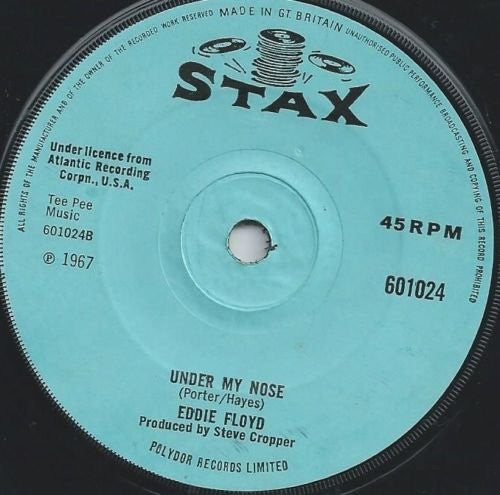 ALL RIGHTS OF THE MANUFACTURER AND OF THE OWNER OF THE RECORDED WORK RESERVED MADE IN GT. BRITAIN UNAUTHORISED PUBLIC PERFORMANCE BROADCASTING AND COPYING OF THIS RECORD PROHIBITED
STAX
Under licence from
Atlantic Recording
Corpn., U.S.A.
Tee Pee
Music
601024B
Ⓟ 1967
45 RPM
601024
UNDER MY NOSE
(Porter/Hayes)
EDDIE FLOYD
Produced by Steve Cropper
POLYDOR RECORDS LIMITED